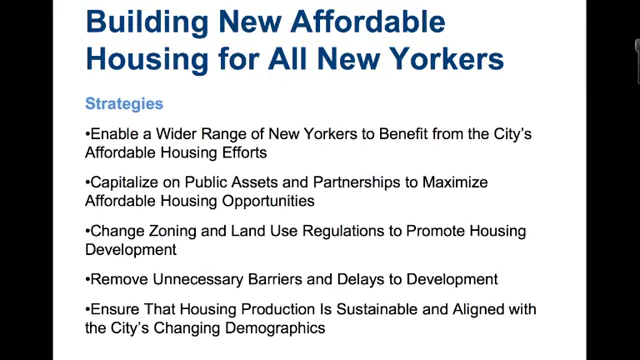 Building New Affordable
Housing for All New Yorkers
Strategies
•Enable a Wider Range of New Yorkers to Benefit from the City's
Affordable Housing Efforts
•Capitalize on Public Assets and Partnerships to Maximize
Affordable Housing Opportunities
•Change Zoning and Land Use Regulations to Promote Housing
Development
•Remove Unnecessary Barriers and Delays to Development
•Ensure That Housing Production Is Sustainable and Aligned with
the City's Changing Demographics